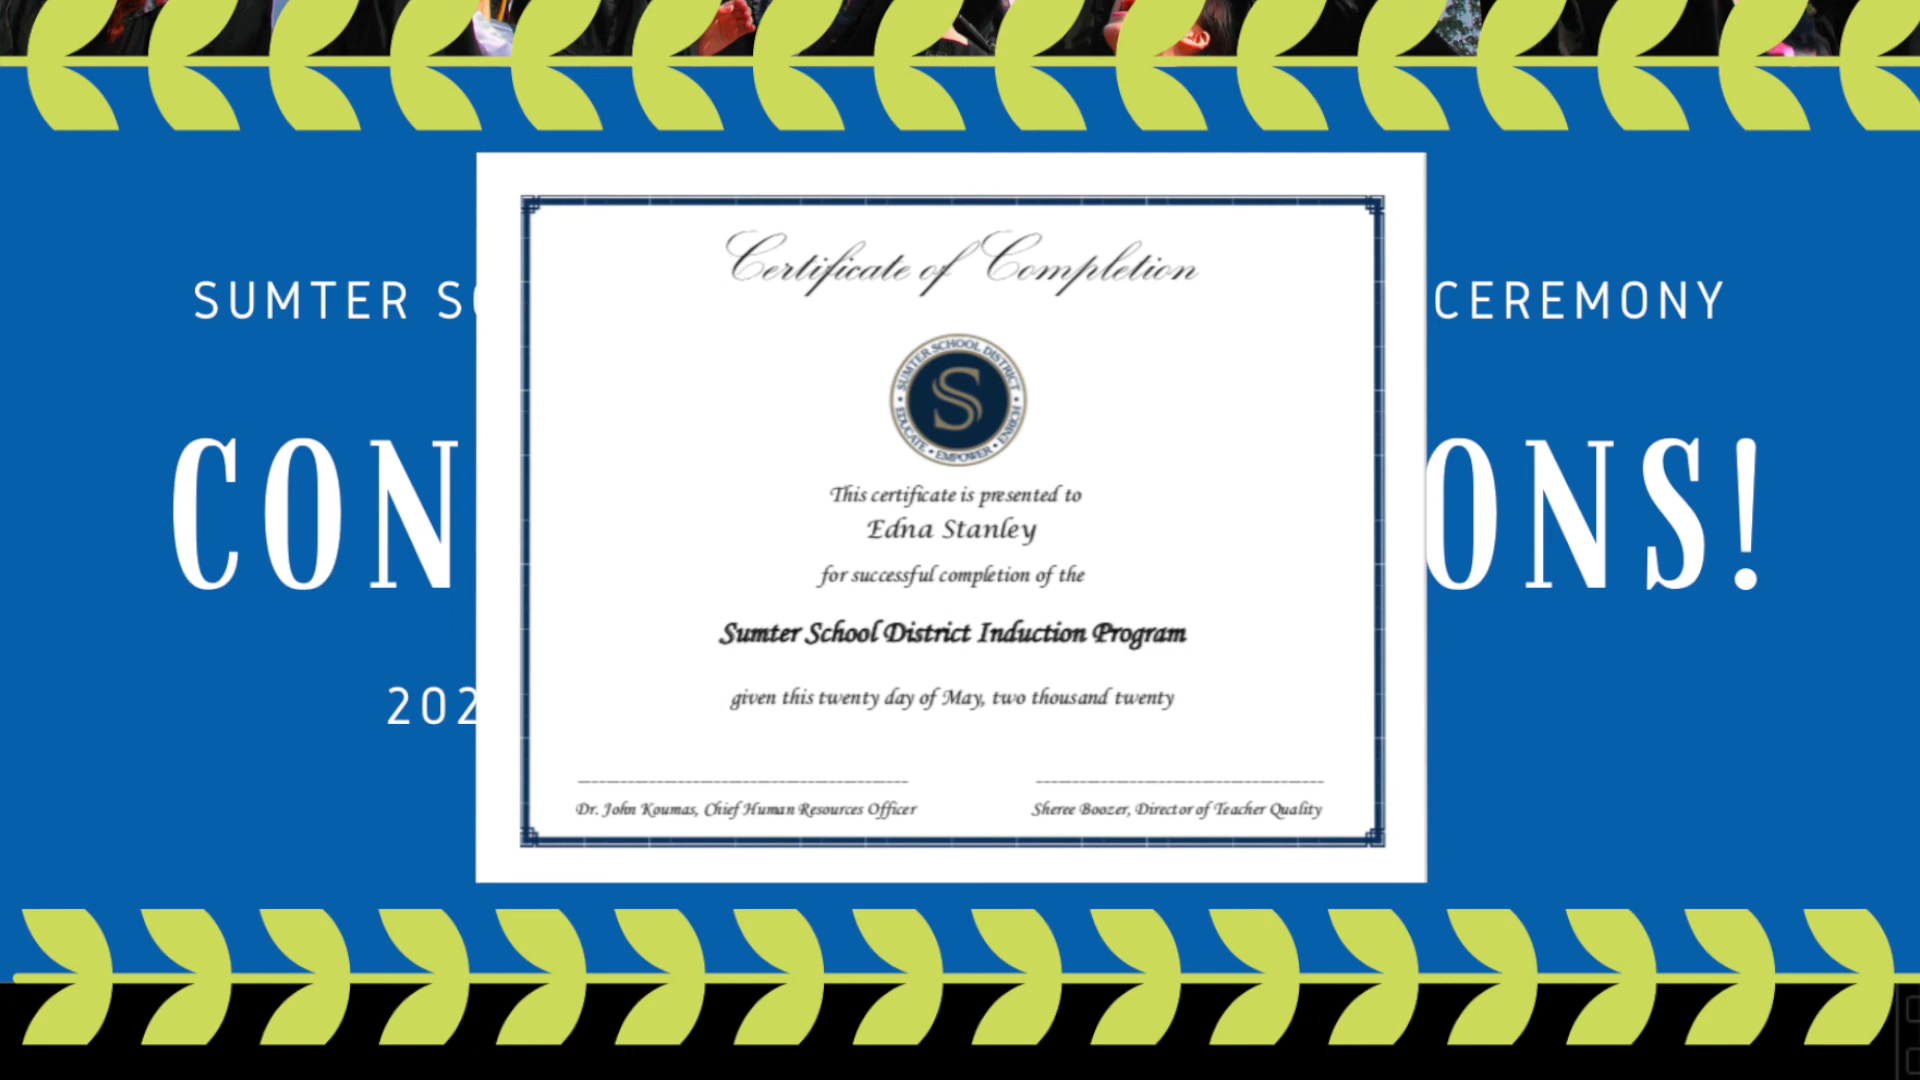 SUMTER
CEREMONY
Certificate of Completion
SUMTER SCHOOL DISTRICT
S
EDUCATE • EMPOWER • ENRICH
This certificate is presented to
Edna Stanley
for successful completion of the
CON
ONS!
Sumter School District Induction Program
given this twenty day of May, two thousand twenty
202
Dr. John Koumas, Chief Human Resources Officer
Sheree Boozer, Director of Teacher Quality